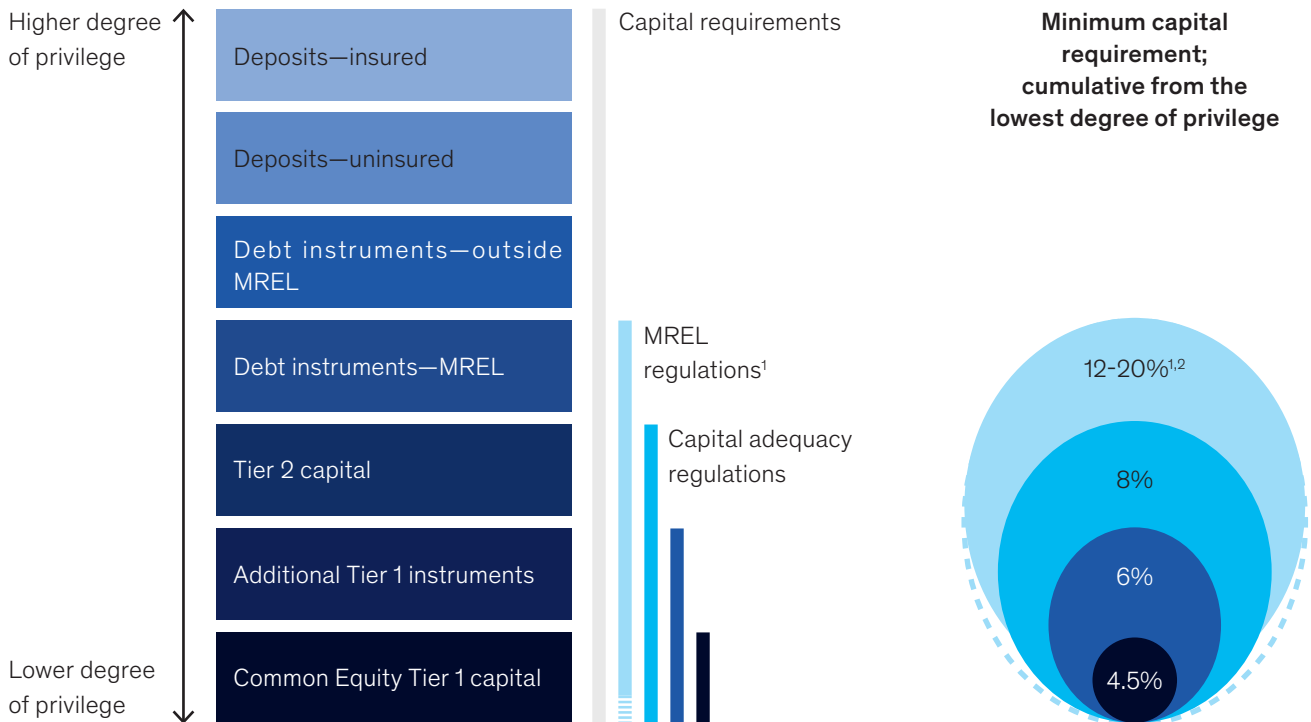 Higher degree
of privilege
Deposits—insured
Deposits—uninsured
Debt instruments—outside
MREL
Debt instruments—MREL
Tier 2 capital
Additional Tier 1 instruments
Common Equity Tier 1 capital
Lower degree
of privilege
Capital requirements
MREL
regulations¹
Capital adequacy
regulations
Minimum capital
requirement;
cumulative from the
lowest degree of privilege
12-20%¹,²
8%
6%
4.5%